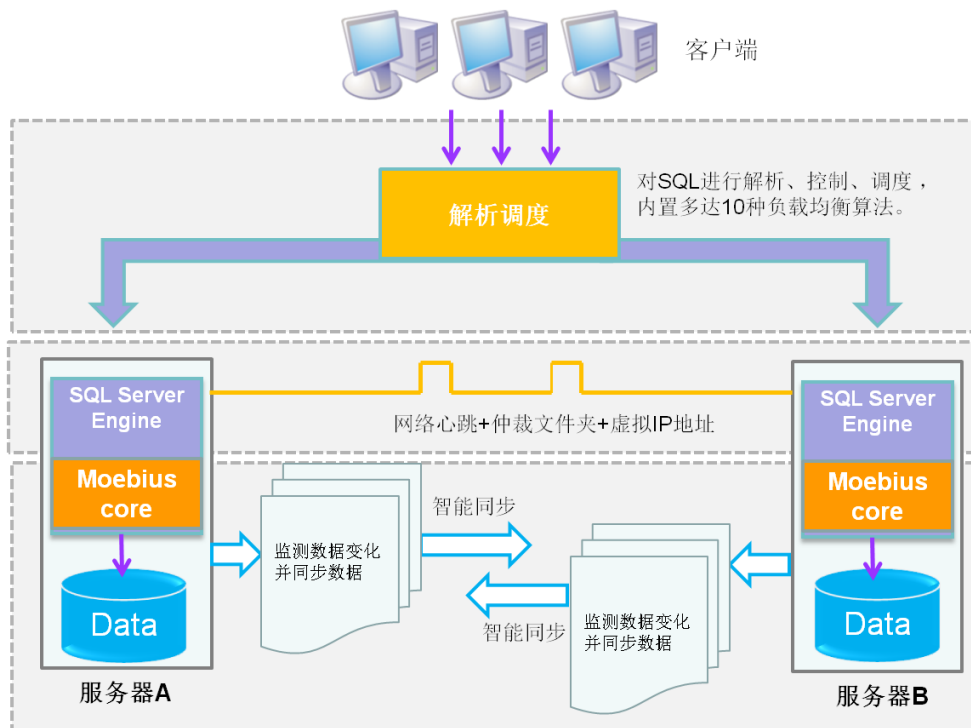 客户端
对SQL进行解析、控制、调度，
内置多达10种负载均衡算法。
解析调度
SQL Server
Engine
Moebius
core
Data
服务器A
网络心跳+仲裁文件夹+虚拟IP地址
监测数据变化
并同步数据
智能同步
智能同步
监测数据变化
并同步数据
SQL Server
Engine
Moebius
core
Data
服务器B